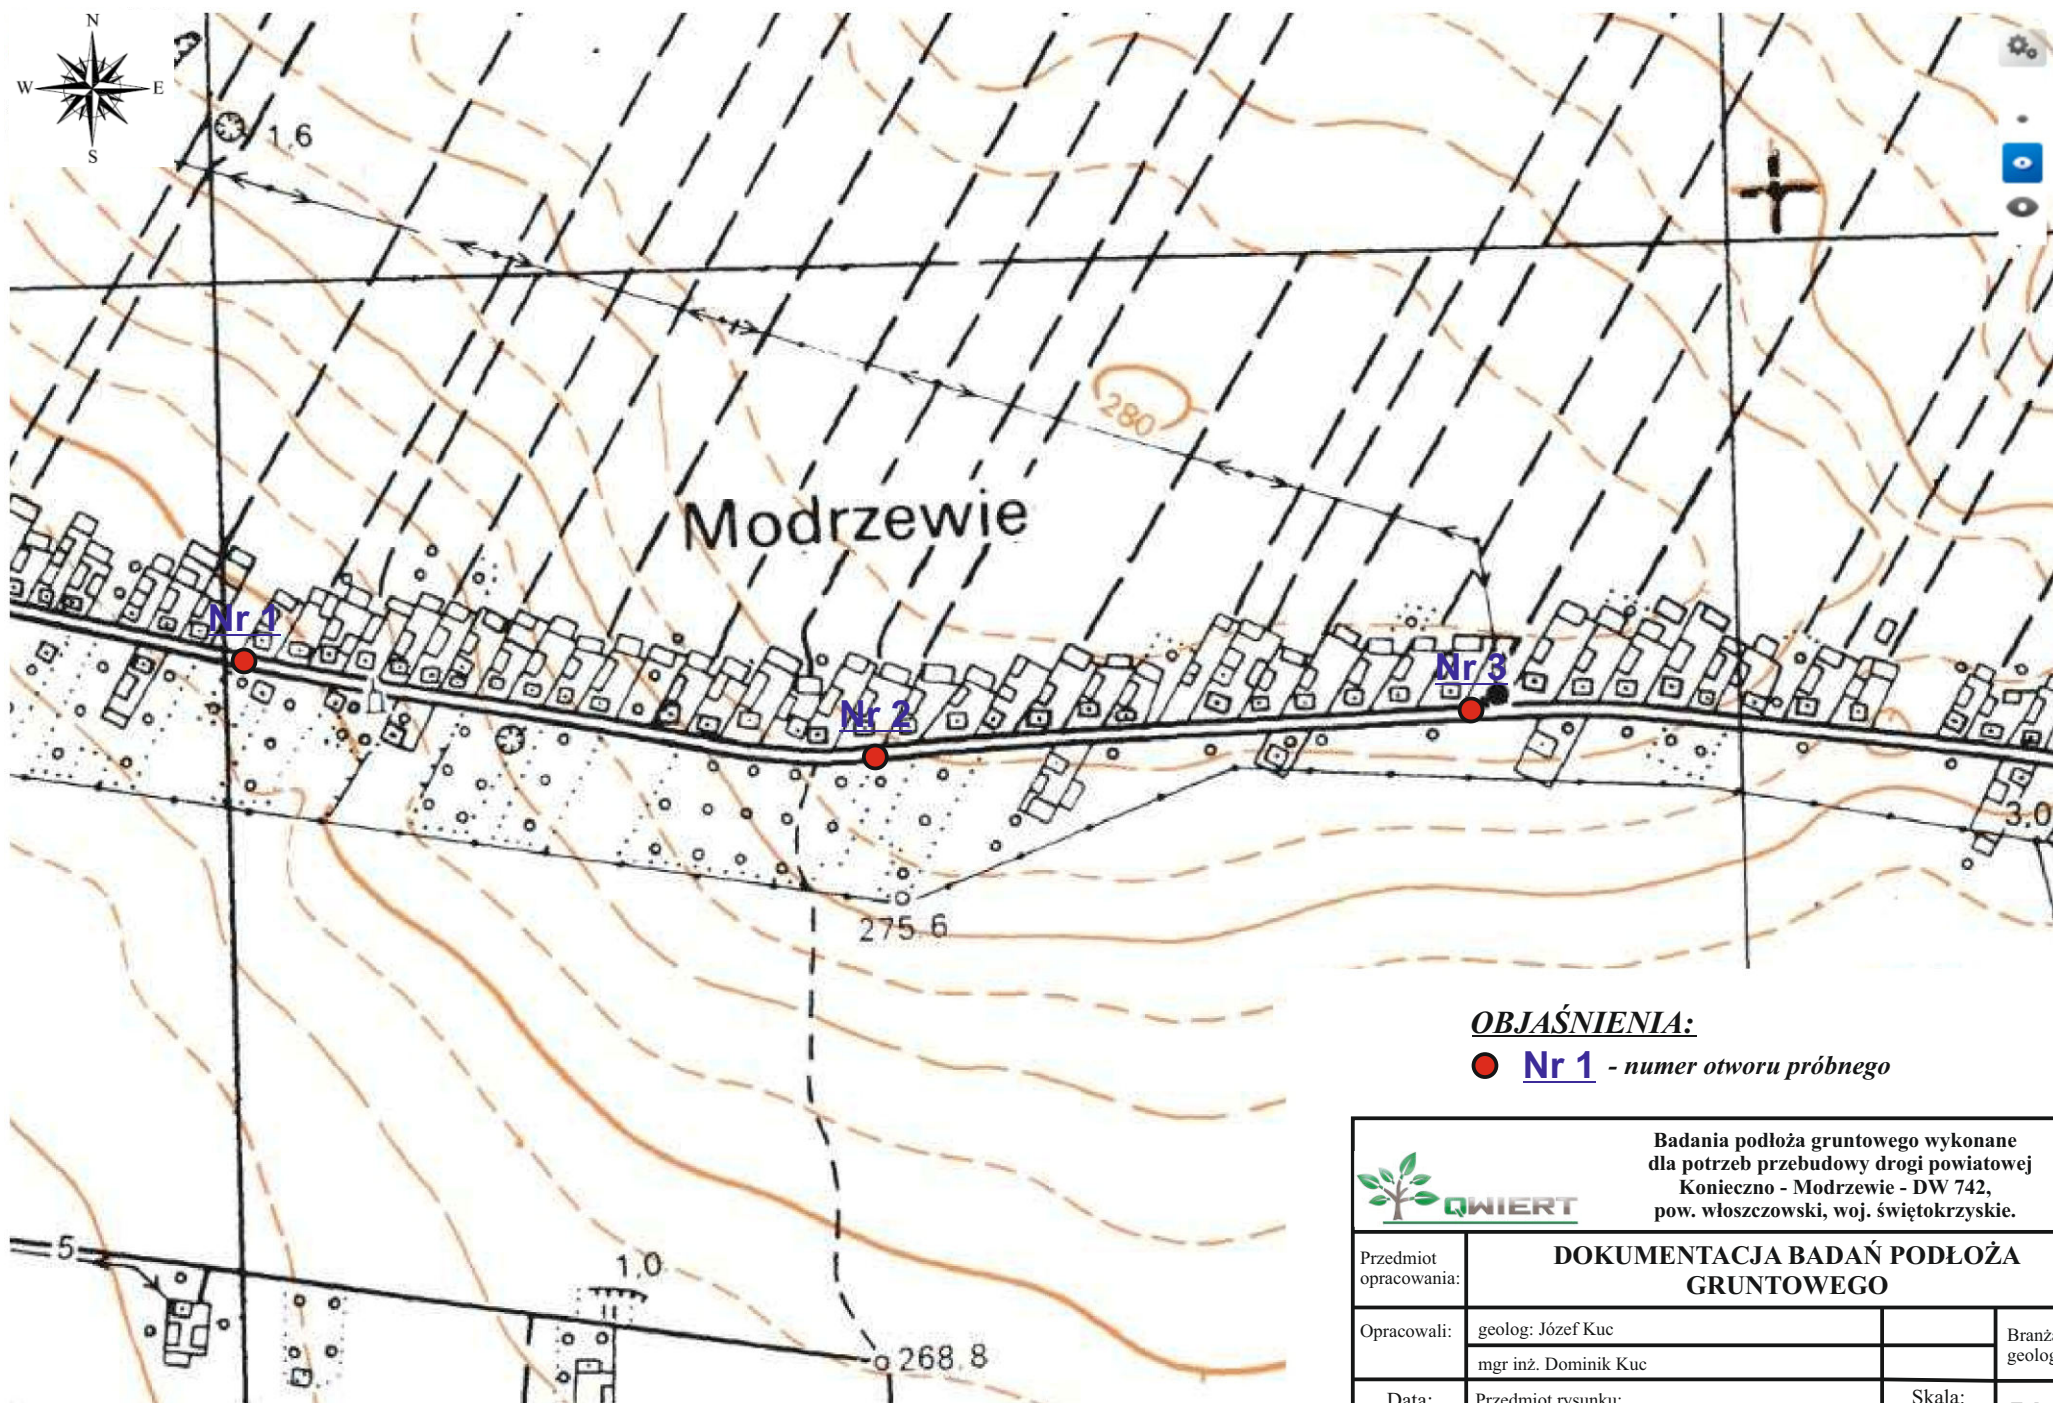 N
W E
S
1,6
280
Modrzewie
Nr 1
Nr 2
Nr 3
3,0
275.6
5
1,0
268,8
OBJAŚNIENIA:
Nr 1 - numer otworu próbnego
QWIERT
Badania podłoża gruntowego wykonane
dla potrzeb przebudowy drogi powiatowej
Konieczno - Modrzewie - DW 742,
pow. włoszczowski, woj. świętokrzyskie.
Przedmiot
opracowania:
DOKUMENTACJA BADAŃ PODŁOŻA
GRUNTOWEGO
Opracowali:
geolog: Józef Kuc
mgr inż. Dominik Kuc
Data:
Przedmiot rysunku:
Skala: